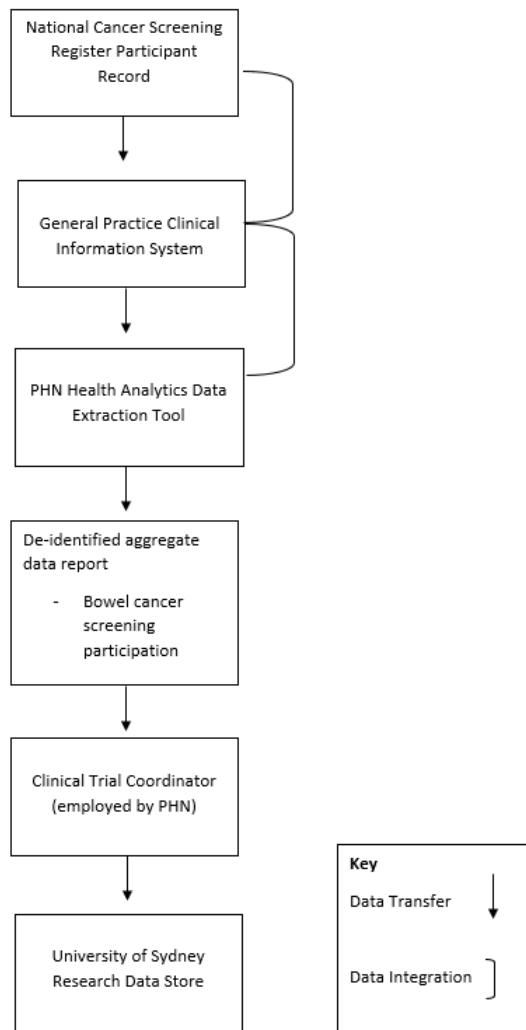 National Cancer Screening
Register Participant
Record
General Practice Clinical
Information System
PHN Health Analytics Data
Extraction Tool
De-identified aggregate
data report
- Bowel cancer
screening
participation
Clinical Trial Coordinator
(employed by PHN)
University of Sydney
Research Data Store
Key
Data Transfer
Data Integration